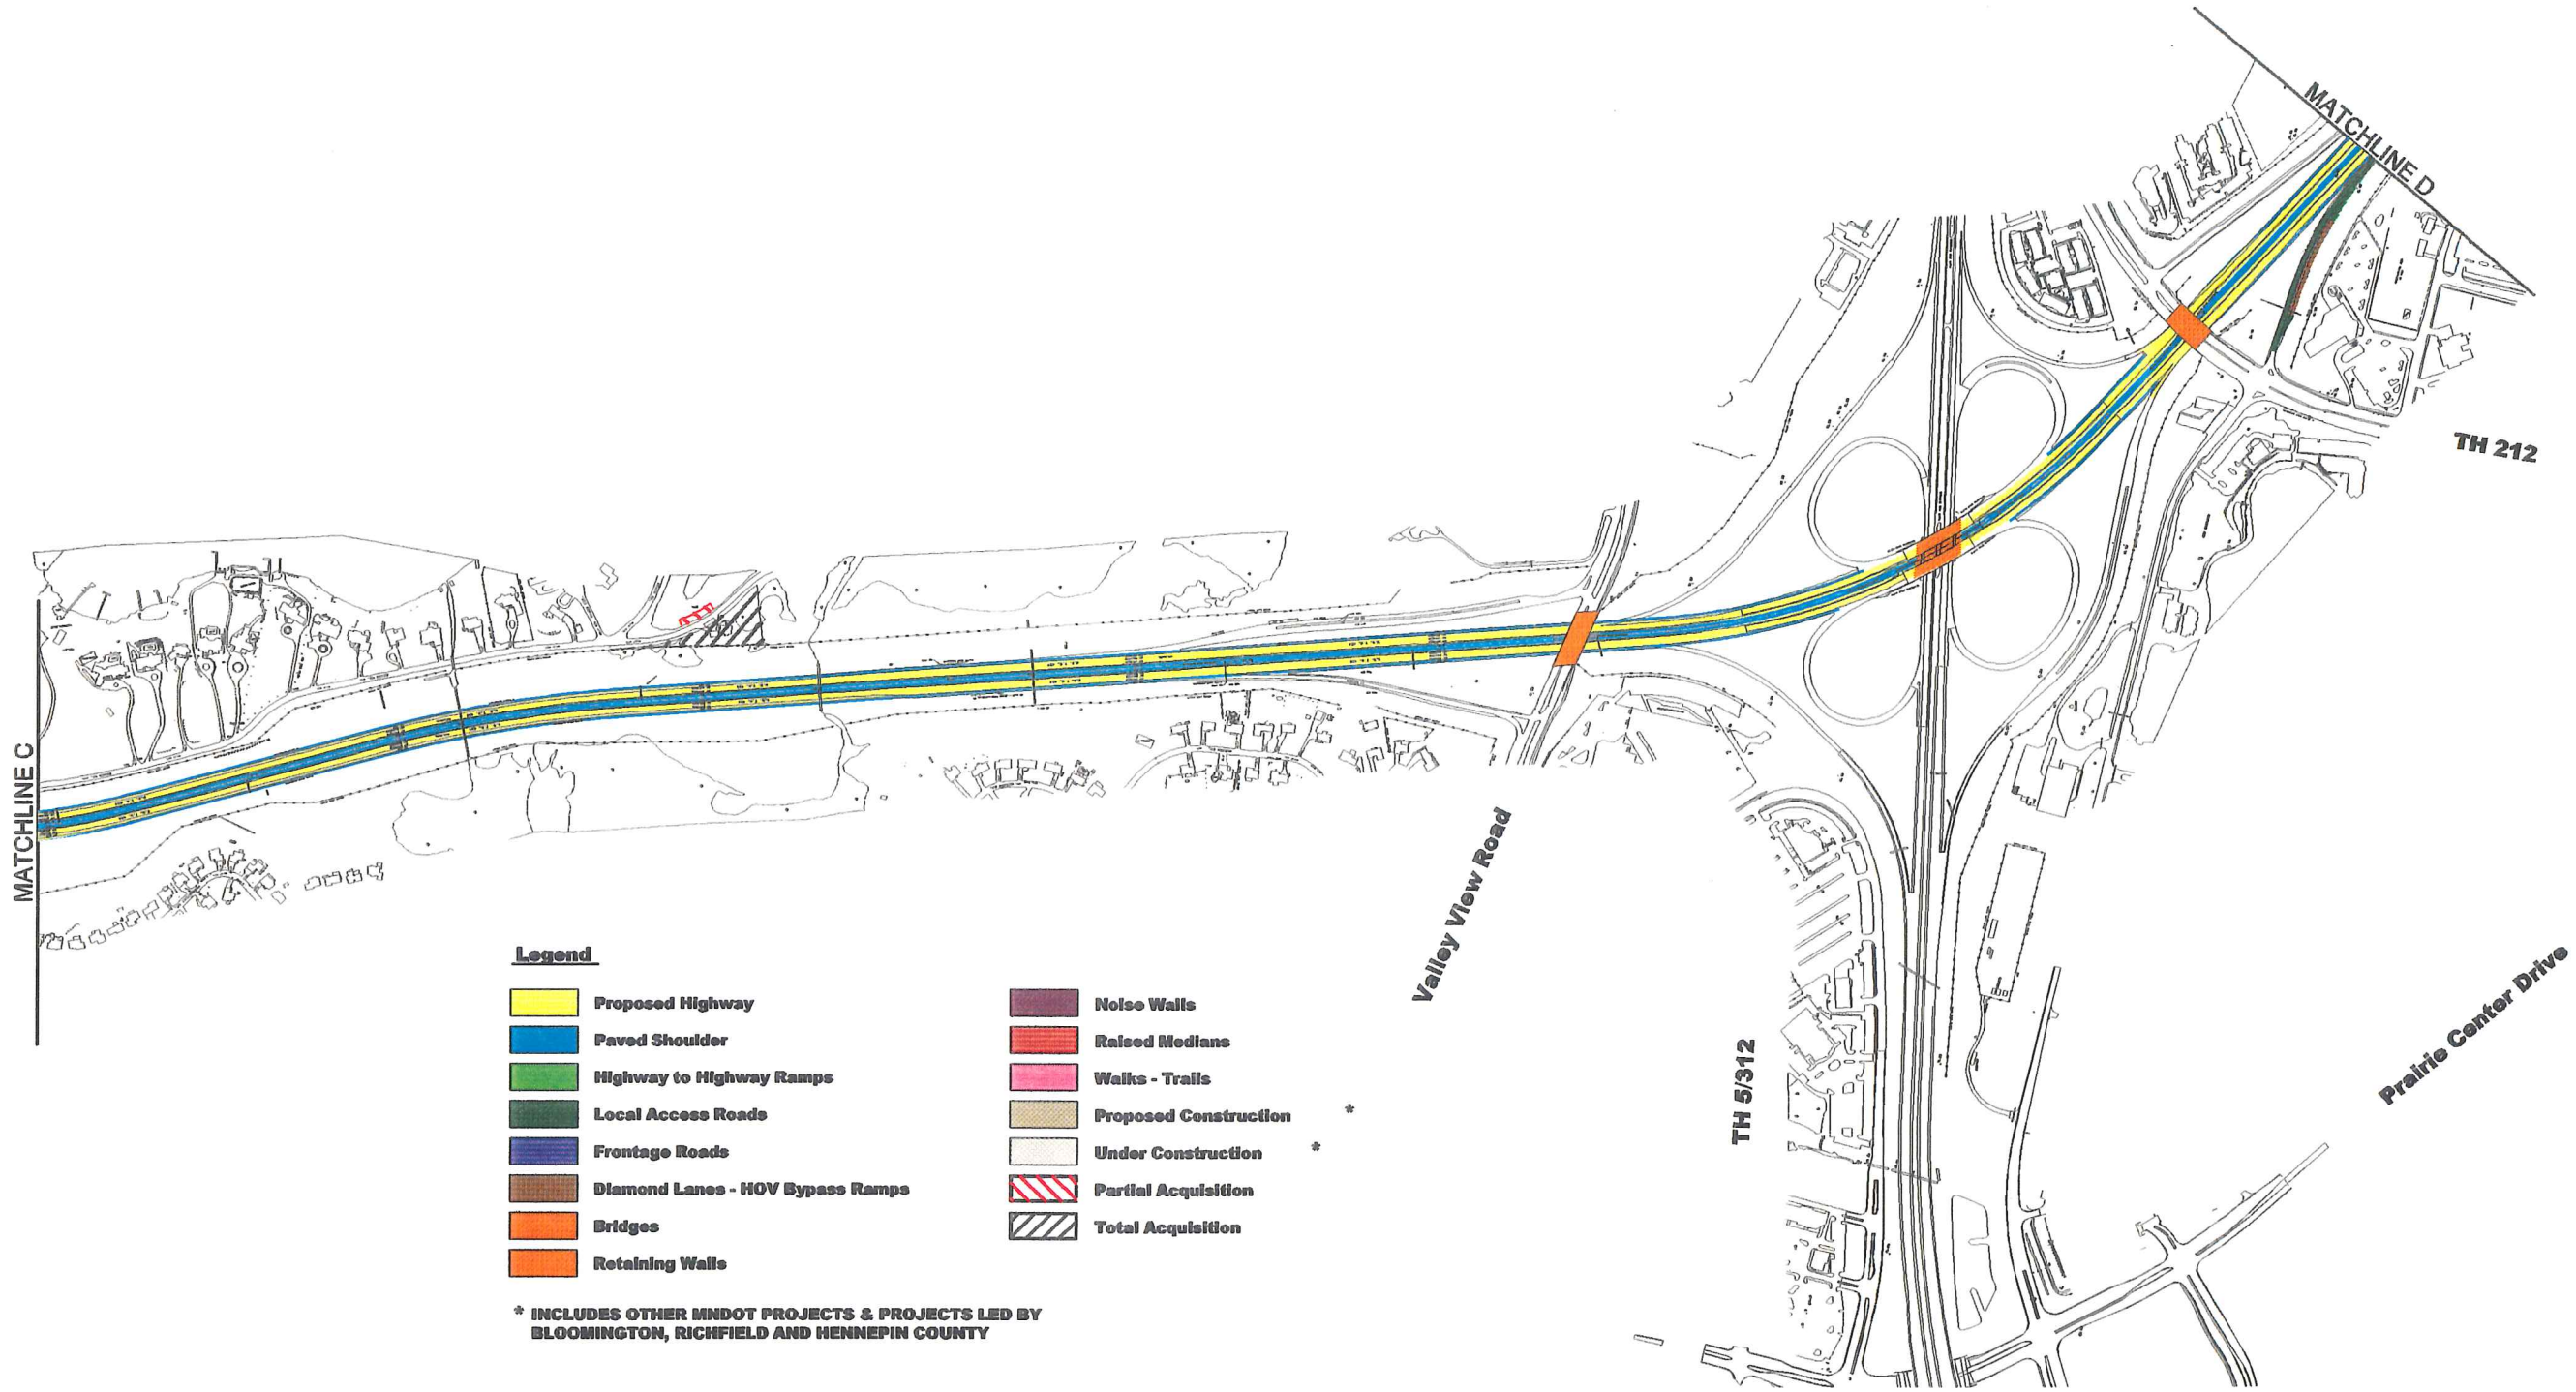 MATCHLINE D
TH 212
MATCHLINE C
Valley View Road
TH 5/312
Prairie Center Drive
Legend
Proposed Highway
Paved Shoulder
Highway to Highway Ramps
Local Access Roads
Frontage Roads
Diamond Lanes - HOV Bypass Ramps
Bridges
Retaining Walls
Noise Walls
Raised Medians
Walks - Trails
Proposed Construction *
Under Construction *
Partial Acquisition
Total Acquisition
* INCLUDES OTHER MNDOT PROJECTS & PROJECTS LED BY
BLOOMINGTON, RICHFIELD AND HENNEPIN COUNTY